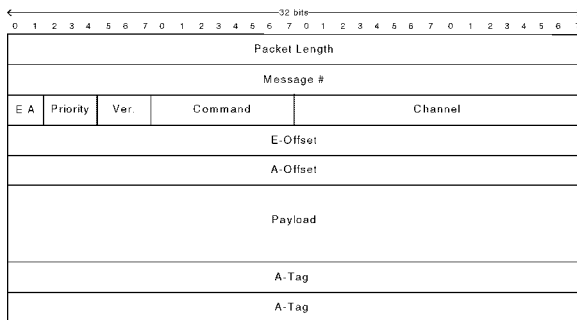 32 bits
0 1 2 3 4 5 6 7 0 1 2 3 4 5 6 7 0 1 2 3 4 5 6 7 0 1 2 3 4 5 6 7
Packet Length
Message #
E A Priority Ver. Command Channel
E-Offset
A-Offset
Payload
A-Tag
A-Tag